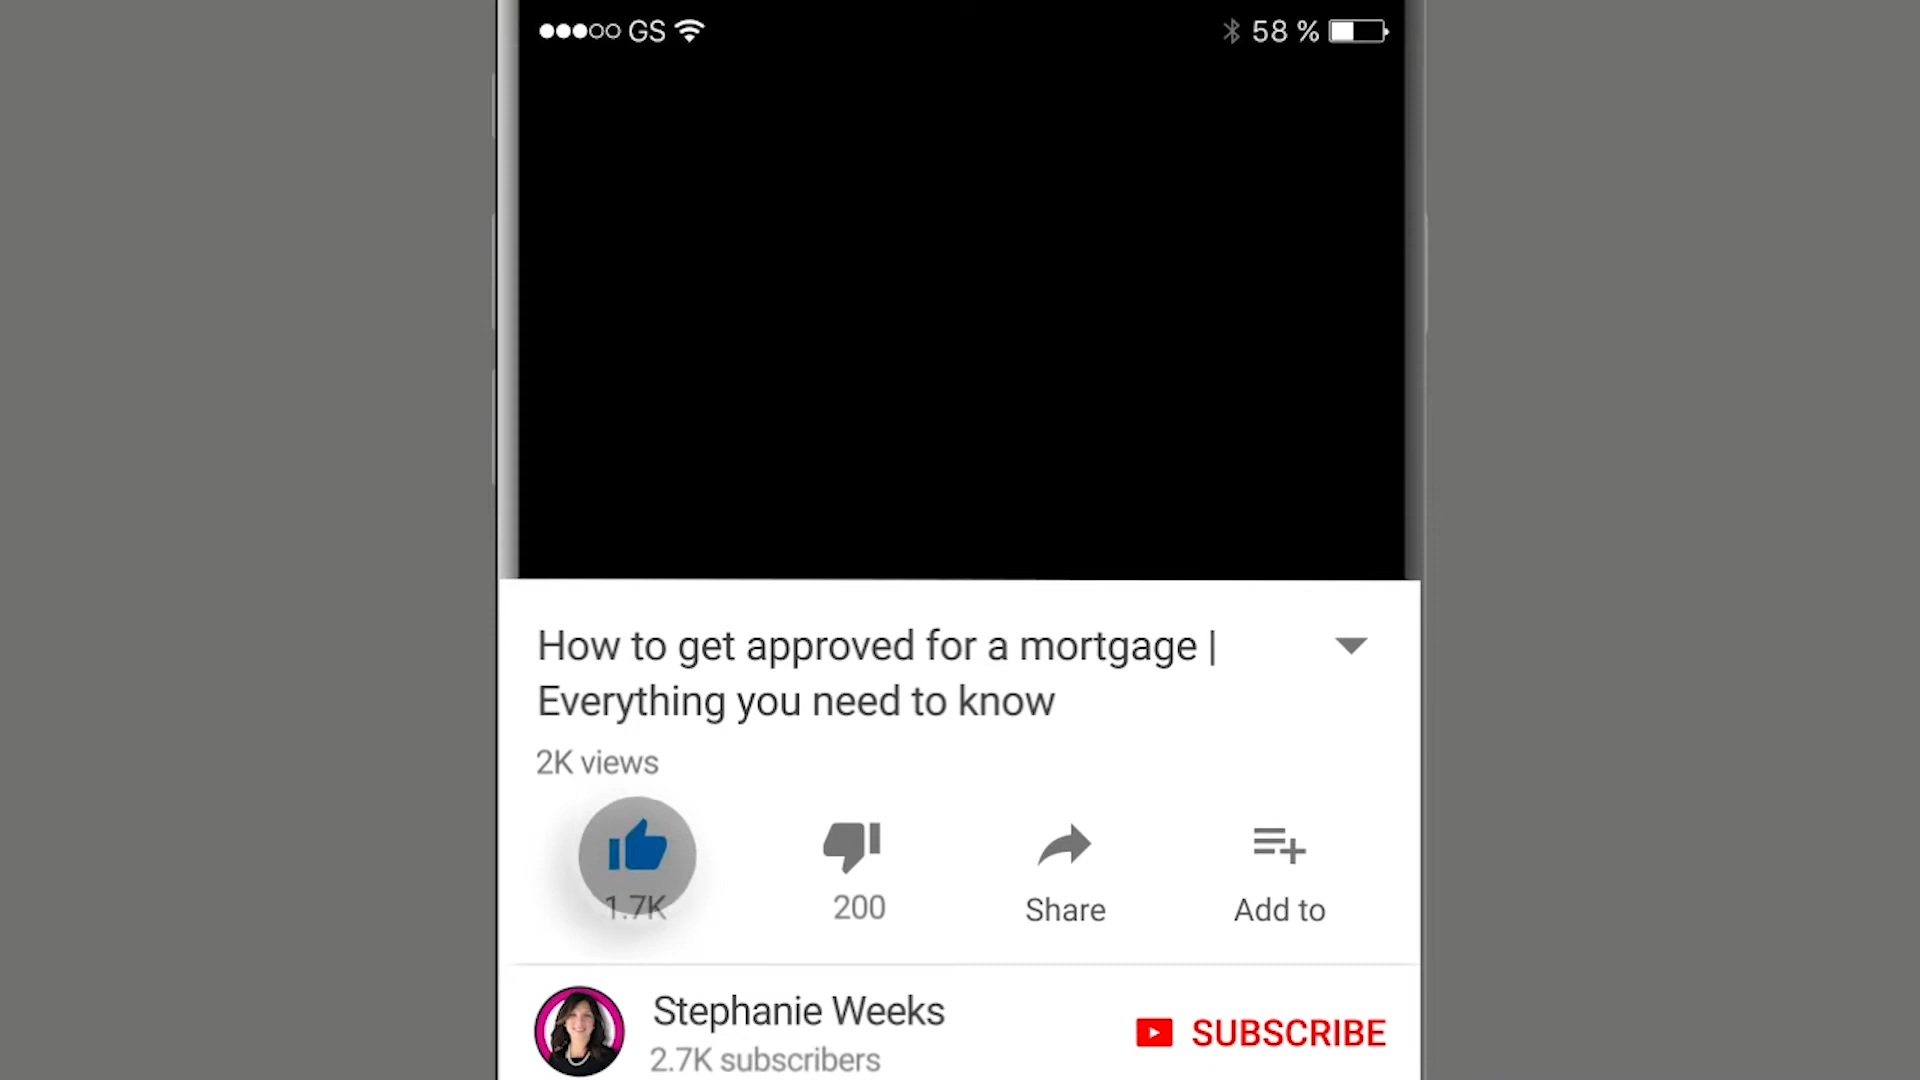 GS 58 %
How to get approved for a mortgage |
Everything you need to know
2K views
1.7K 200 Share Add to
Stephanie Weeks
SUBSCRIBE
2.7K subscribers